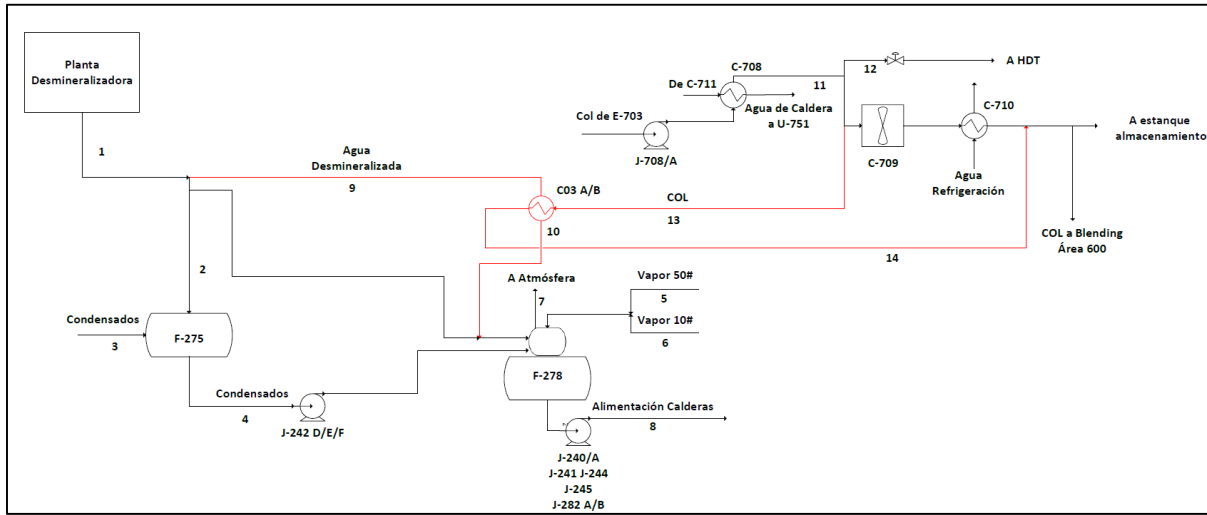 Planta
Desmineralizadora
C-708
12
A HDT
De C-711
11
C-710
Col de E-703
Agua de Caldera
a U-751
A estanque
almacenamiento
J-708/A
C-709
1
Agua
Desmineralizada
Agua
Refrigeración
9
C03 A/B
COL
13
10
COL a Blending
Área 600
14
2
A Atmósfera
Vapor 50#
7
5
Condensados
Vapor 10#
F-275
3
6
F-278
Condensados
Alimentación Calderas
4
8
J-242 D/E/F
J-240/A
J-241 J-244
J-245
J-282 A/B